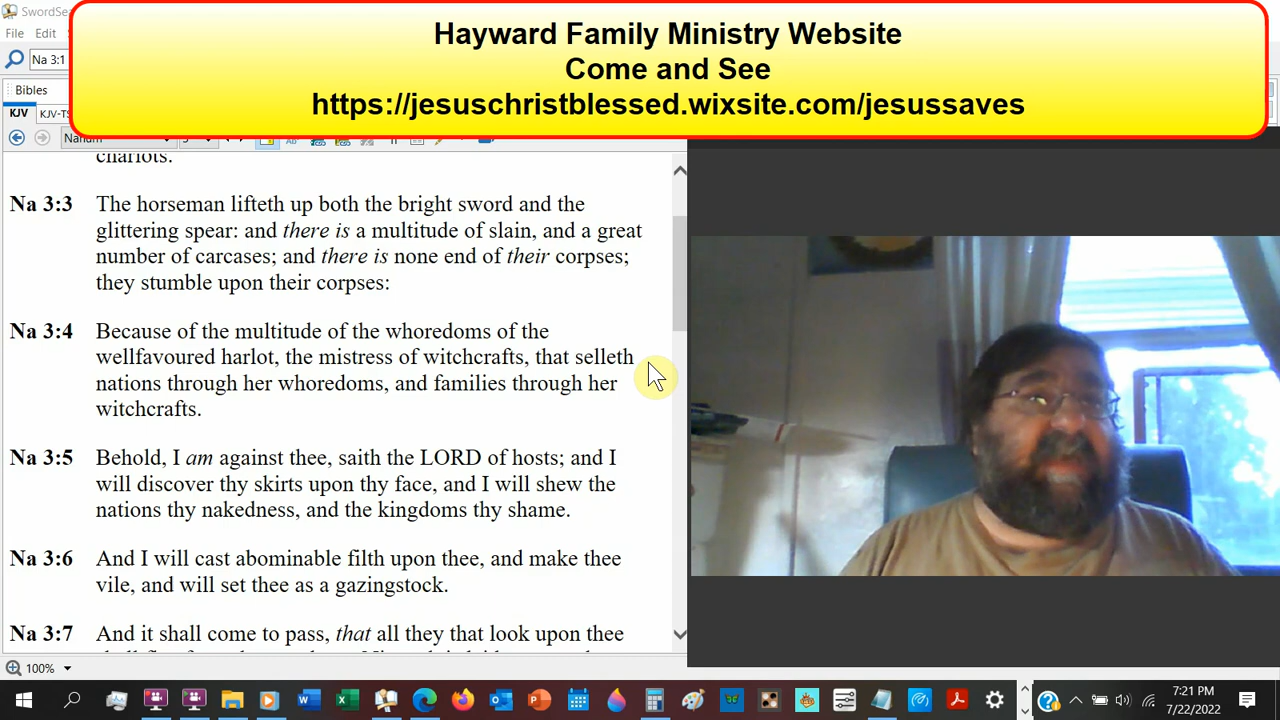 Hayward Family Ministry Website
Come and See
https://jesuschristblessed.wixsite.com/jesussaves
File Edit
Na 3:1
Bibles
KJV
chariots.
Na 3:3 The horseman lifteth up both the bright sword and the
glittering spear: and there is a multitude of slain, and a great
number of carcases; and there is none end of their corpses;
they stumble upon their corpses:
Na 3:4 Because of the multitude of the whoredoms of the
wellfavoured harlot, the mistress of witchcrafts, that selleth
nations through her whoredoms, and families through her
witchcrafts.
Na 3:5 Behold, I am against thee, saith the LORD of hosts; and I
will discover thy skirts upon thy face, and I will shew the
nations thy nakedness, and the kingdoms thy shame.
Na 3:6 And I will cast abominable filth upon thee, and make thee
vile, and will set thee as a gazingstock.
Na 3:7 And it shall come to pass, that all they that look upon thee
100%
7:21 PM
7/22/2022